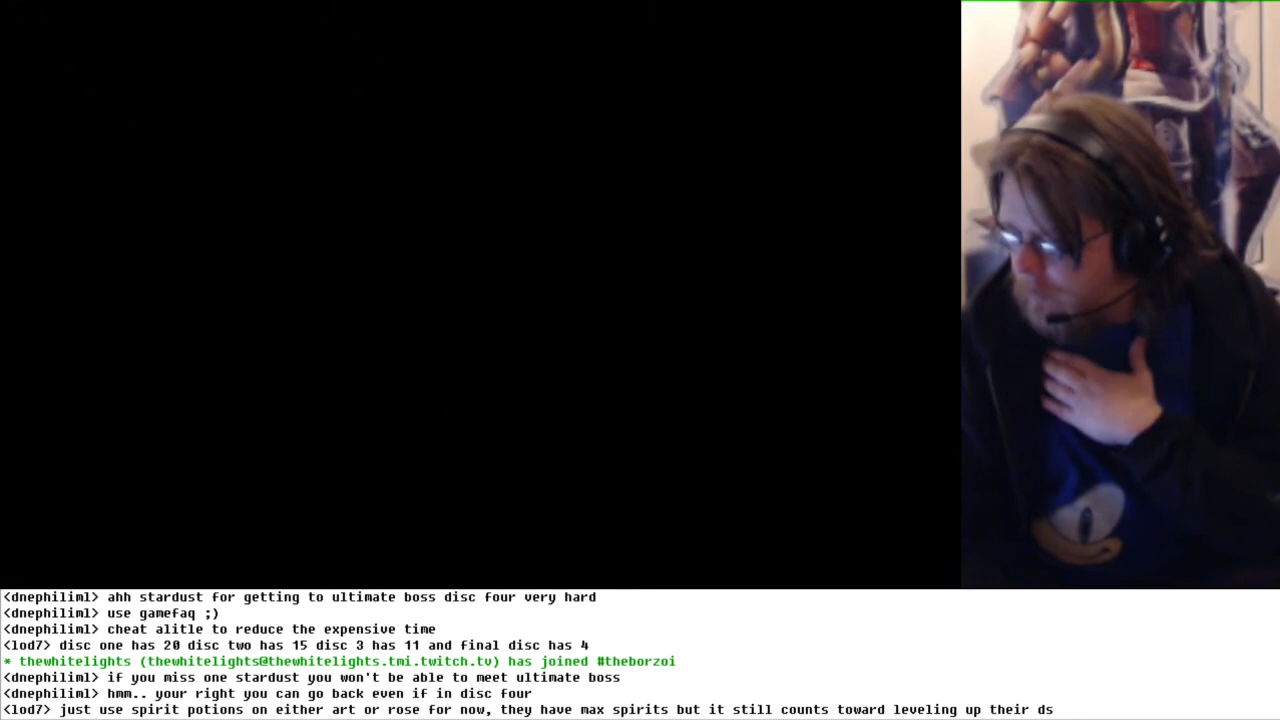 <dnephiliml> ahh stardust for getting to ultimate boss disc four very hard
<dnephiliml> use gamefaq ;)
<dnephiliml> cheat alitle to reduce the expensive time
<lod7> disc one has 20 disc two has 15 disc 3 has 11 and final disc has 4
* thewhitelights (thewhitelights@thewhitelights.tmi.twitch.tv) has joined #theborzoi
<dnephiliml> if you miss one stardust you won't be able to meet ultimate boss
<dnephiliml> hmm.. your right you can go back even if in disc four
<lod7> just use spirit potions on either art or rose for now, they have max spirits but it still counts toward leveling up their ds